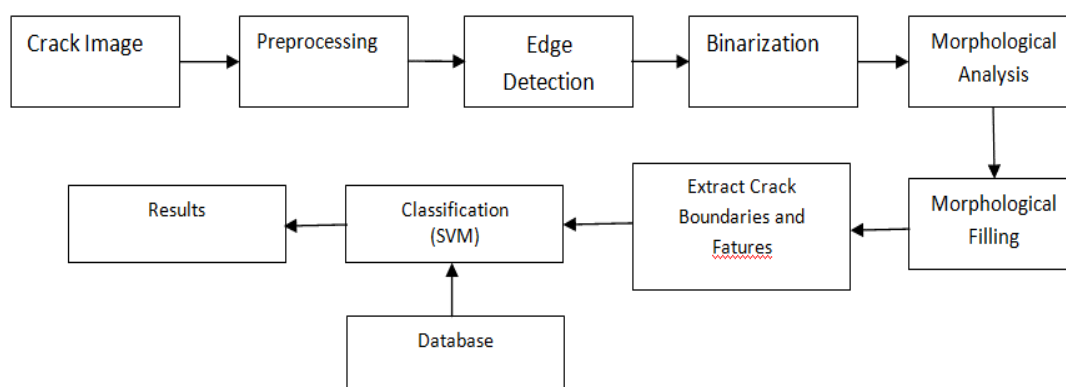 Crack Image
Preprocessing
Edge
Detection
Binarization
Morphological
Analysis
Results
Classification
(SVM)
Extract Crack
Boundaries and
Fatures
Morphological
Filling
Database